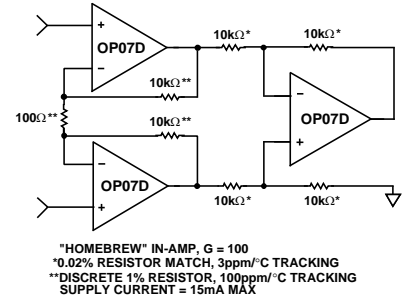 +
10kΩ*
10kΩ*
OP07D
−
10kΩ**
−
100Ω**
10kΩ**
OP07D
+
−
OP07D
+
10kΩ*
10kΩ*
"HOMEBREW" IN-AMP, G = 100
*0.02% RESISTOR MATCH, 3ppm/°C TRACKING
**DISCRETE 1% RESISTOR, 100ppm/°C TRACKING
SUPPLY CURRENT = 15mA MAX